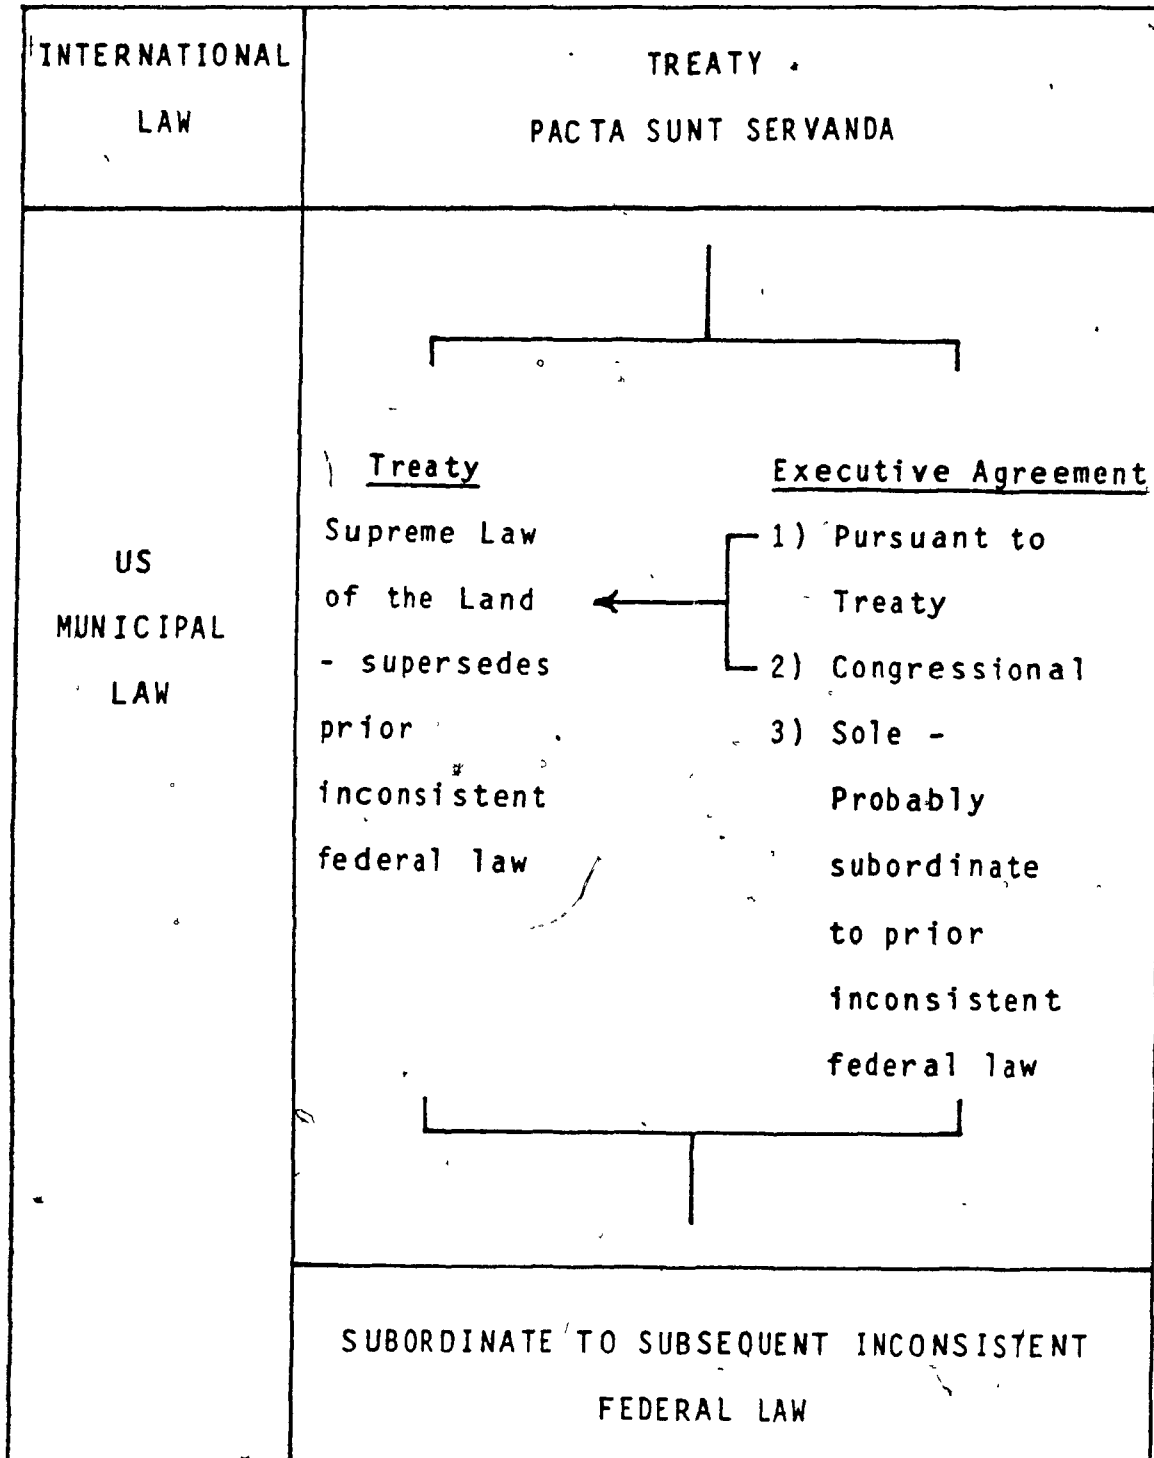 INTERNATIONAL
LAW
TREATY
PACTA SUNT SERVANDA
US
MUNICIPAL
LAW
Treaty
Supreme Law
of the Land
- supersedes
prior
inconsistent
federal law
Executive Agreement
1) Pursuant to
Treaty
2) Congressional
3) Sole -
Probably
subordinate
to prior
inconsistent
federal law
SUBORDINATE TO SUBSEQUENT INCONSISTENT
FEDERAL LAW